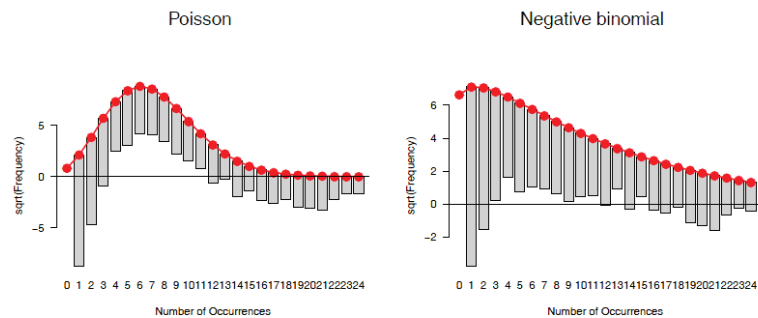 Poisson
Negative binomial
sqrt(Frequency)
5
0
−5
0 1 2 3 4 5 6 7 8 9 101112131415161718192021222324
Number of Occurrences
sqrt(Frequency)
6
4
2
0
−2
0 1 2 3 4 5 6 7 8 9 101112131415161718192021222324
Number of Occurrences